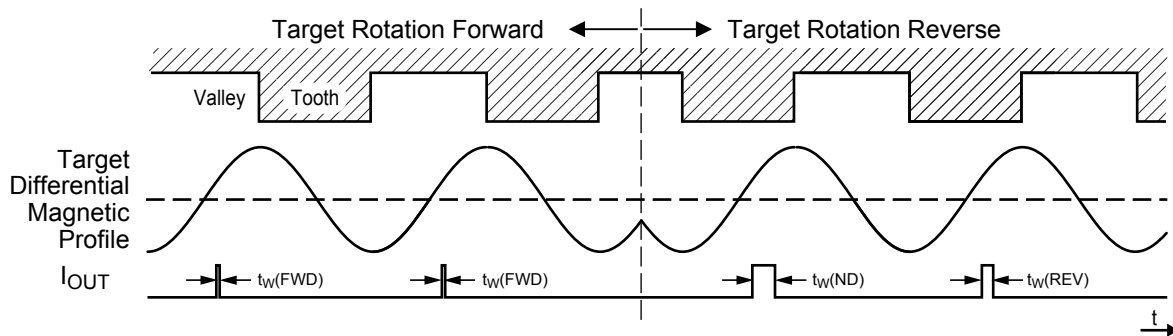 Target Rotation Forward
Target Rotation Reverse
Valley
Tooth
Target
Differential
Magnetic
Profile
IOUT
tW(FWD)
tW(FWD)
tW(ND)
tW(REV)
t